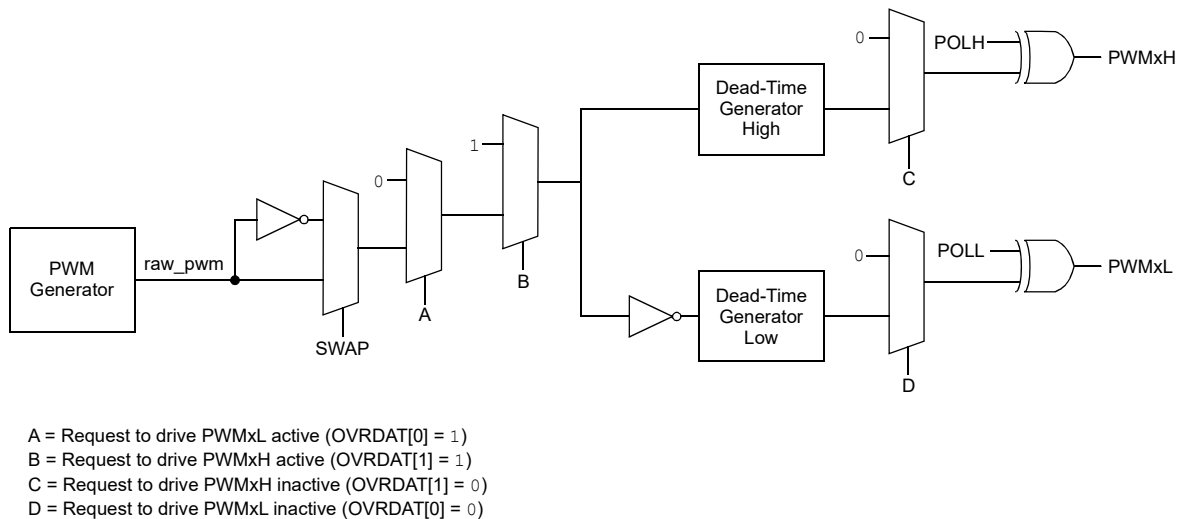 0
POLH
PWMxH
Dead-Time
Generator
High
1
C
0
PWM
Generator
raw_pwm
B
A
SWAP
0
POLL
PWMxL
Dead-Time
Generator
Low
D
A = Request to drive PWMxL active (OVRDAT[0] = 1)
B = Request to drive PWMxH active (OVRDAT[1] = 1)
C = Request to drive PWMxH inactive (OVRDAT[1] = 0)
D = Request to drive PWMxL inactive (OVRDAT[0] = 0)